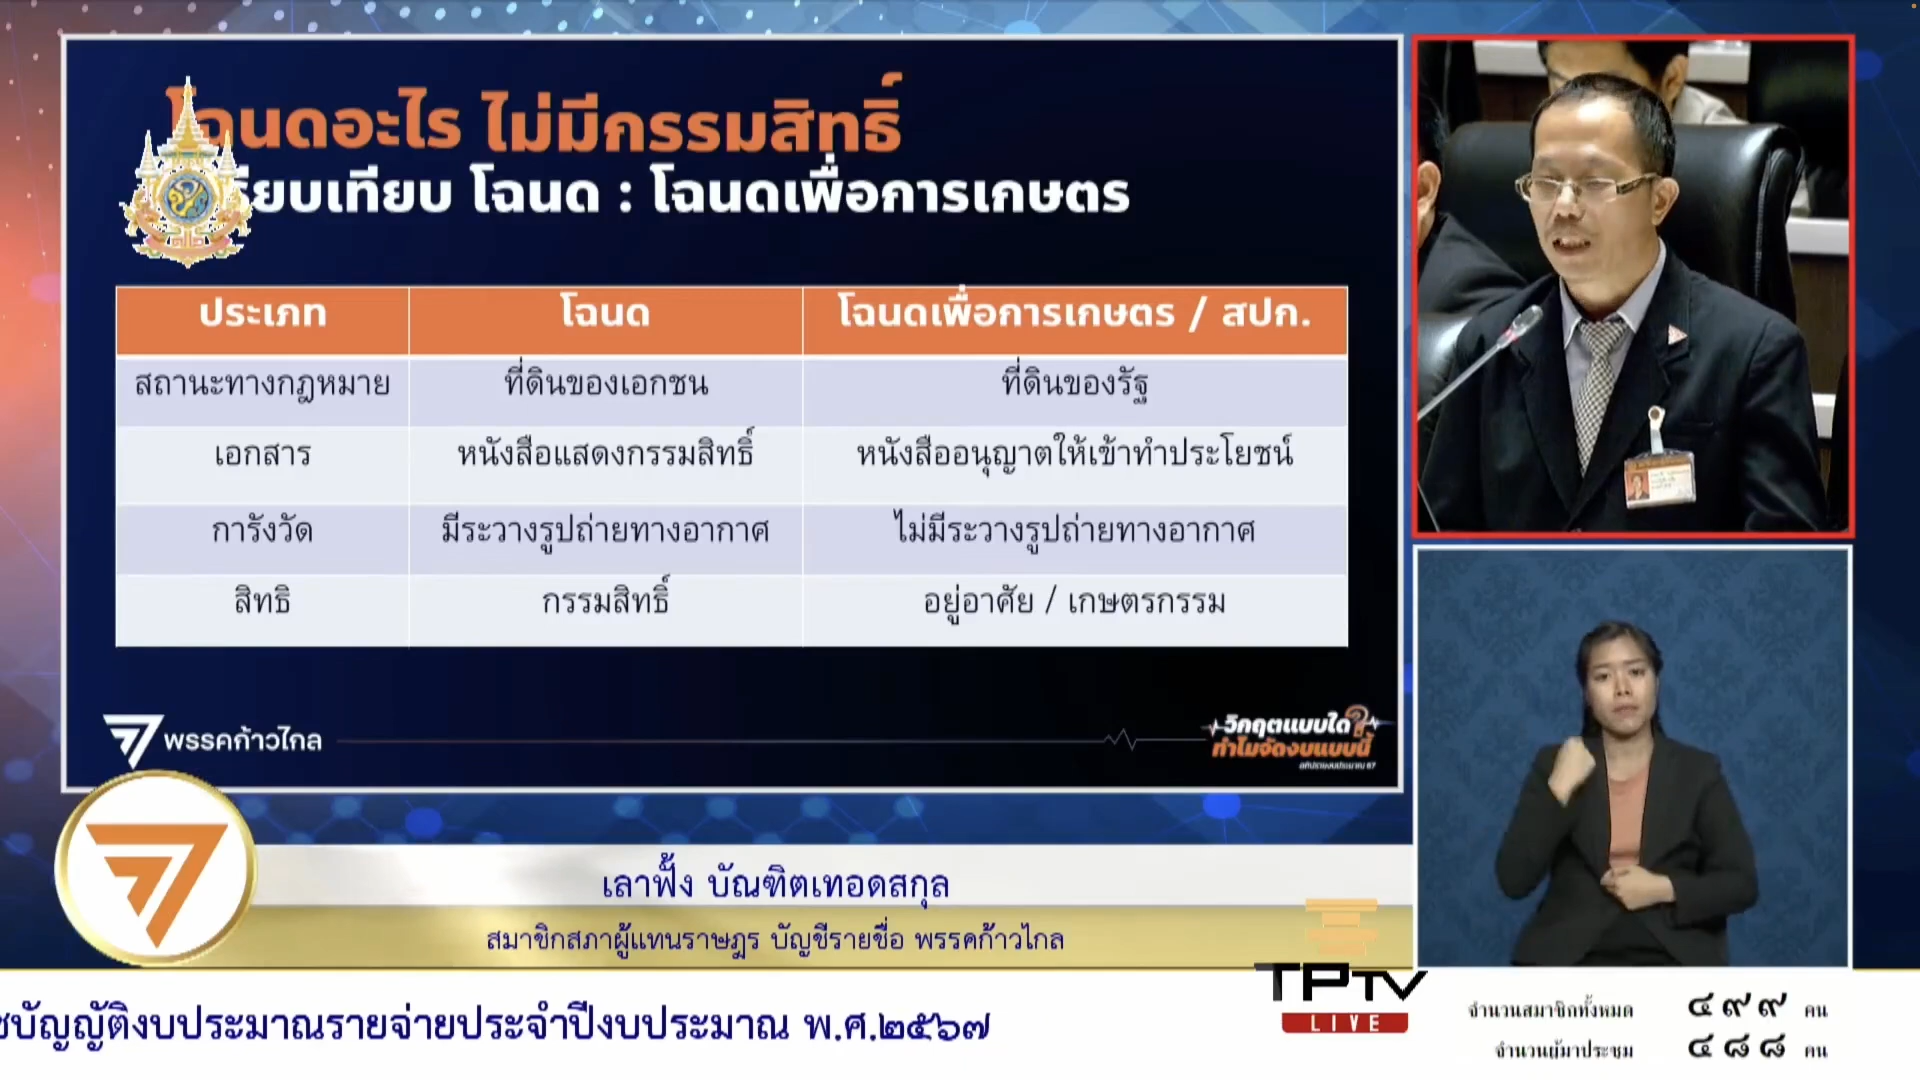 โฉนดอะไร ไม่มีกรรมสิทธิ์
รียบเทียบ โฉนด : โฉนดเพื่อการเกษตร
ประเภท โฉนด โฉนดเพื่อการเกษตร / สปก.
สถานะทางกฎหมาย ที่ดินของเอกชน ที่ดินของรัฐ
เอกสาร หนังสือแสดงกรรมสิทธิ์ หนังสืออนุญาตให้เข้าทำประโยชน์
การังวัด มีระวางรูปถ่ายทางอากาศ ไม่มีระวางรูปถ่ายทางอากาศ
สิทธิ กรรมสิทธิ์ อยู่อาศัย / เกษตรกรรม
พรรคก้าวไกล
วิกฤตแบบใด?
ทำไมจัดงบแบบนี้
อภิปรายงบประมาณ 67
เลาฟั้ง บัณฑิตเทอดสกุล
สมาชิกสภาผู้แทนราษฎร บัญชีรายชื่อ พรรคก้าวไกล
ชบัญญัติงบประมาณรายจ่ายประจำปีงบประมาณ พ.ศ.๒๕๖๗
TPTV
LIVE
จำนวนสมาชิกทั้งหมด ๔๙๙ คน
จำนวนผู้มาประชุม ๔๘๘ คน